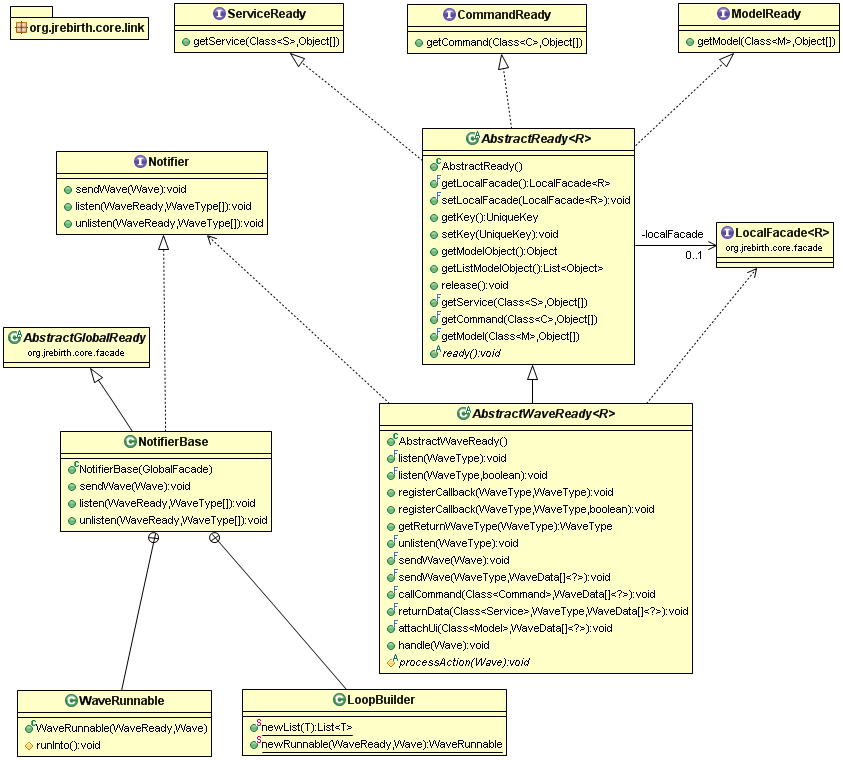 org.jrebirth.core.link
ServiceReady
getService(Class<S>,Object[])
CommandReady
getCommand(Class<C>,Object[])
ModelReady
getModel(Class<M>,Object[])
Notifier
sendWave(Wave):void
listen(WaveReady,WaveType[]):void
unlisten(WaveReady,WaveType[]):void
AbstractReady<R>
AbstractReady()
getLocalFacade():LocalFacade<R>
setLocalFacade(LocalFacade<R>):void
getKey():UniqueKey
setKey(UniqueKey):void
getModelObject():Object
getListModelObject():List<Object>
release():void
getService(Class<S>,Object[])
getCommand(Class<C>,Object[])
getModel(Class<M>,Object[])
ready():void
-localFacade
0..1
LocalFacade<R>
org.jrebirth.core.facade
AbstractGlobalReady
org.jrebirth.core.facade
NotifierBase
NotifierBase(GlobalFacade)
sendWave(Wave):void
listen(WaveReady,WaveType[]):void
unlisten(WaveReady,WaveType[]):void
AbstractWaveReady<R>
AbstractWaveReady()
listen(WaveType):void
listen(WaveType,boolean):void
registerCallback(WaveType,WaveType):void
registerCallback(WaveType,WaveType,boolean):void
getReturnWaveType(WaveType):WaveType
unlisten(WaveType):void
sendWave(Wave):void
sendWave(WaveType,WaveData[]<?>):void
callCommand(Class<Command>,WaveData[]<?>):void
returnData(Class<Service>,WaveType,WaveData[]<?>):void
attachUi(Class<Model>,WaveData[]<?>):void
handle(Wave):void
processAction(Wave):void
WaveRunnable
WaveRunnable(WaveReady,Wave)
runInto():void
LoopBuilder
newList(T):List<T>
newRunnable(WaveReady,Wave):WaveRunnable